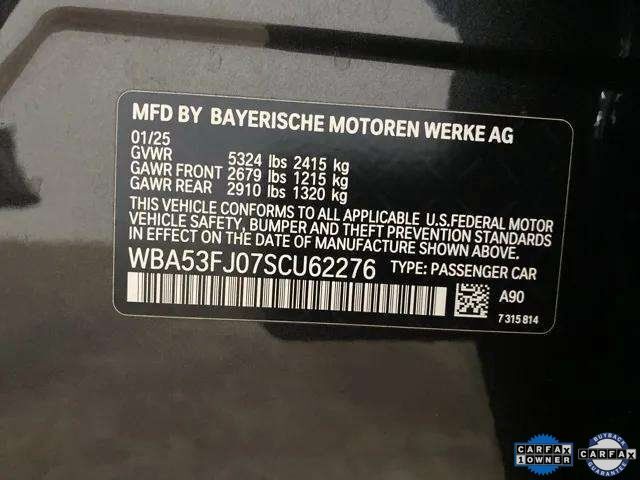 MFD BY BAYERISCHE MOTOREN WERKE AG
01/25
GVWR 5324 lbs 2415 kg
GAWR FRONT 2679 lbs 1215 kg
GAWR REAR 2910 lbs 1320 kg
THIS VEHICLE CONFORMS TO ALL APPLICABLE U.S.FEDERAL MOTOR
VEHICLE SAFETY, BUMPER AND THEFT PREVENTION STANDARDS
IN EFFECT ON THE DATE OF MANUFACTURE SHOWN ABOVE.
WBA53FJ07SCU62276 TYPE: PASSENGER CAR
A90
7315814
CARFAX
1 OWNER
BUYBACK
CARFAX
GUARANTEE